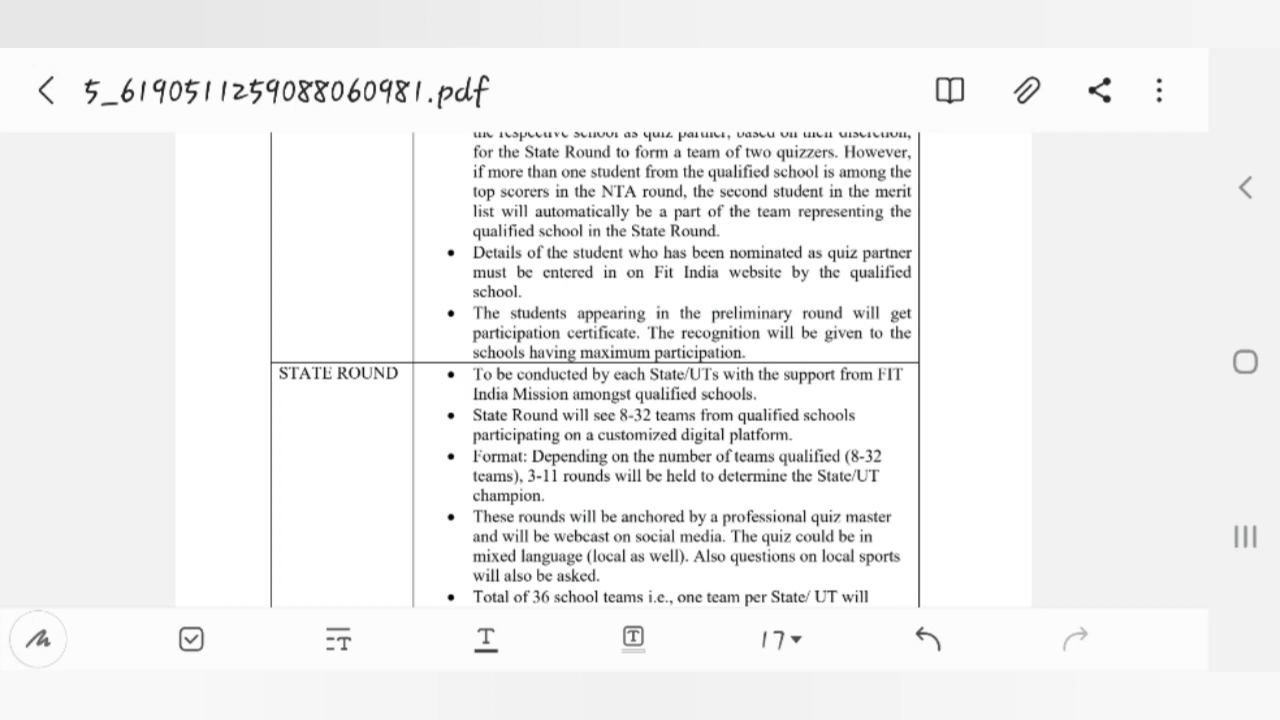 5_6190511259088060981.pdf
the respective school as quiz partner, based on their discretion,
for the State Round to form a team of two quizzers. However,
if more than one student from the qualified school is among the
top scorers in the NTA round, the second student in the merit
list will automatically be a part of the team representing the
qualified school in the State Round.
• Details of the student who has been nominated as quiz partner
must be entered in on Fit India website by the qualified
school.
• The students appearing in the preliminary round will get
participation certificate. The recognition will be given to the
schools having maximum participation.
STATE ROUND
• To be conducted by each State/UTs with the support from FIT
India Mission amongst qualified schools.
• State Round will see 8-32 teams from qualified schools
participating on a customized digital platform.
• Format: Depending on the number of teams qualified (8-32
teams), 3-11 rounds will be held to determine the State/UT
champion.
• These rounds will be anchored by a professional quiz master
and will be webcast on social media. The quiz could be in
mixed language (local as well). Also questions on local sports
will also be asked.
• Total of 36 school teams i.e., one team per State/ UT will
17